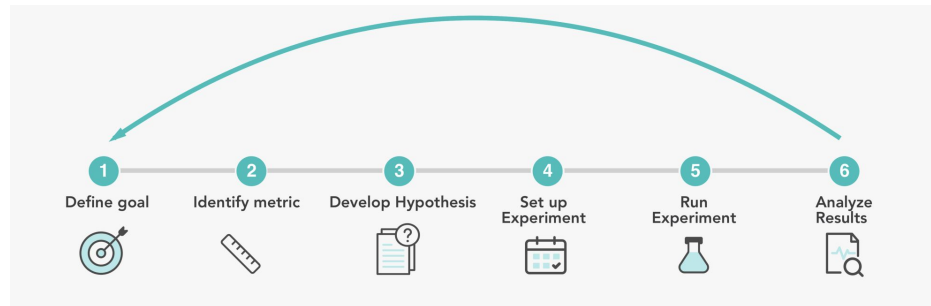 1
2
3
4
5
6
Define goal
Identify metric
Develop Hypothesis
Set up
Experiment
Run
Experiment
Analyze
Results
?